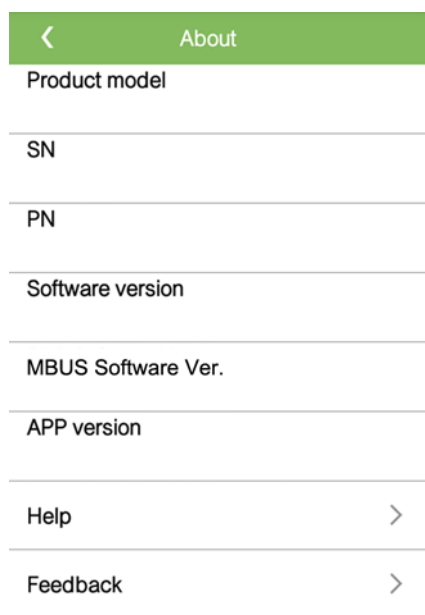 About
Product model
SN
PN
Software version
MBUS Software Ver.
APP version
Help
Feedback